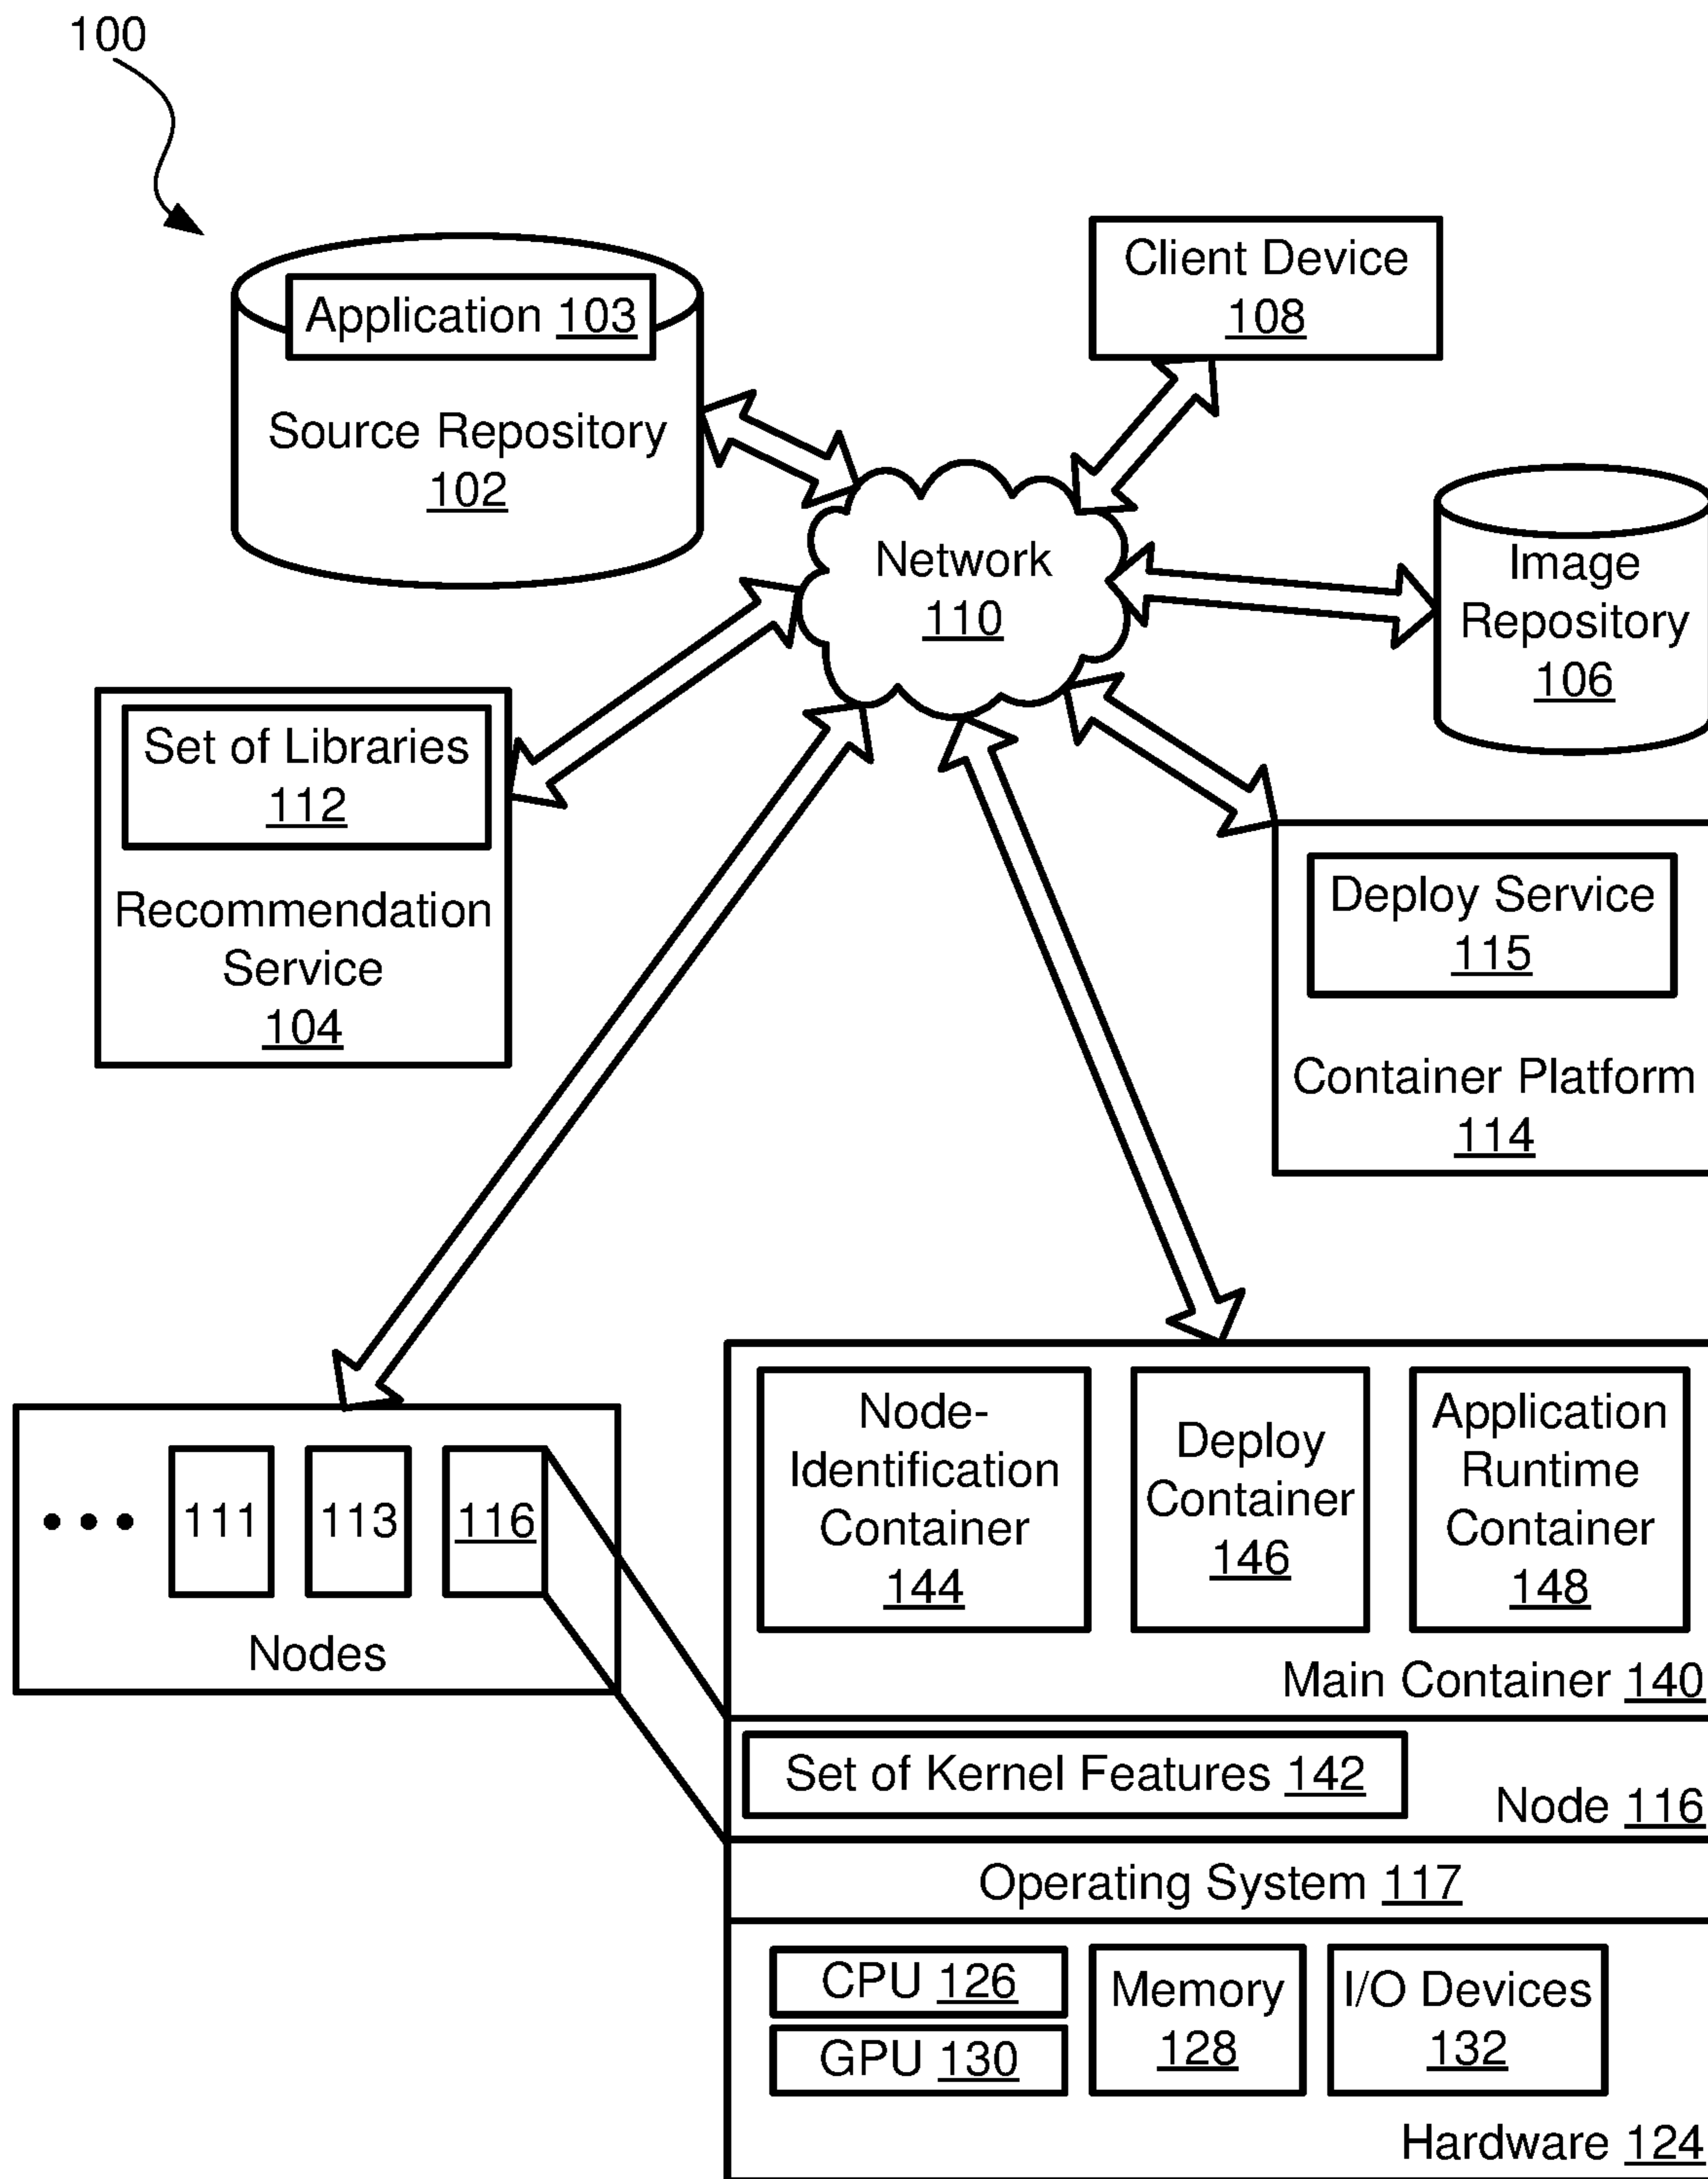 100
Application 103
Source Repository
102
Client Device
108
Network
110
Image
Repository
106
Set of Libraries
112
Recommendation
Service
104
Deploy Service
115
Container Platform
114
111
113
116
Nodes
Node-
Identification
Container
144
Deploy
Container
146
Application
Runtime
Container
148
Main Container 140
Set of Kernel Features 142
Node 116
Operating System 117
CPU 126
GPU 130
Memory
128
I/O Devices
132
Hardware 124